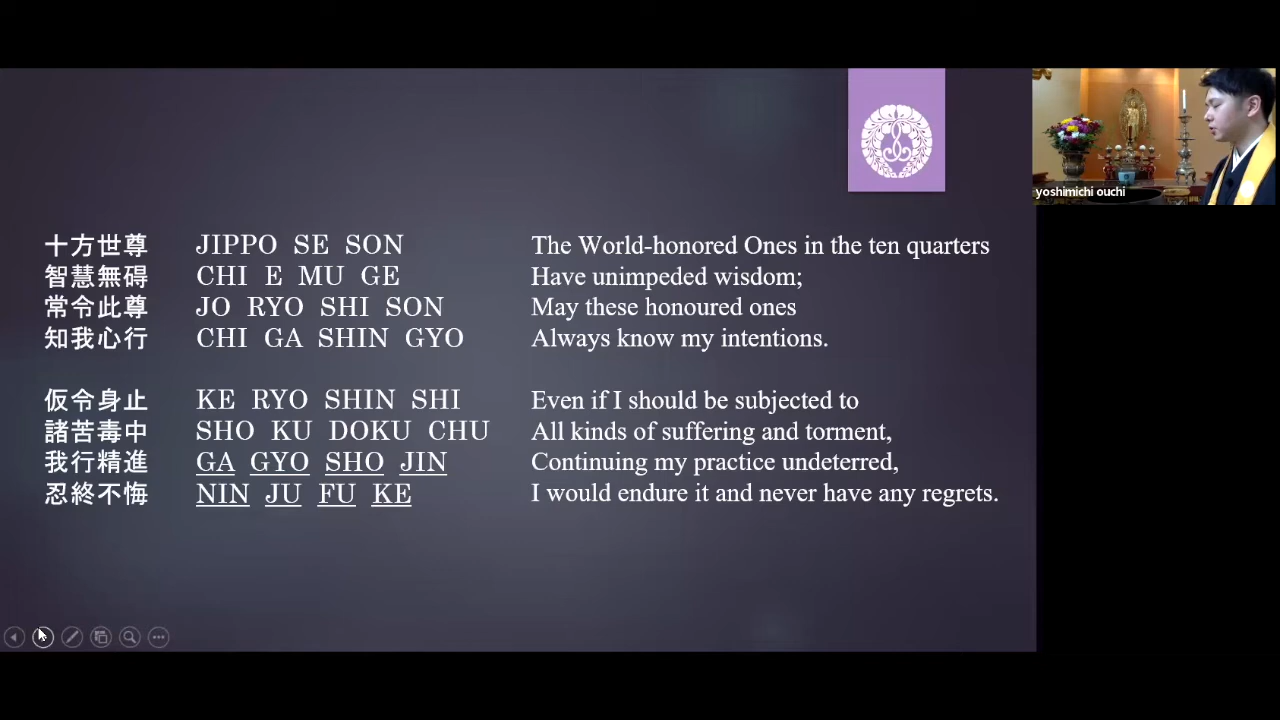 十方世尊 JIPPO SE SON The World-honored Ones in the ten quarters
智慧無碍 CHI E MU GE Have unimpeded wisdom;
常令此尊 JO RYO SHI SON May these honoured ones
知我心行 CHI GA SHIN GYO Always know my intentions.
仮令身止 KE RYO SHIN SHI Even if I should be subjected to
諸苦毒中 SHO KU DOKU CHU All kinds of suffering and torment,
我行精進 GA GYO SHO JIN Continuing my practice undeterred,
忍終不悔 NIN JU FU KE I would endure it and never have any regrets.
yoshimichi ouchi